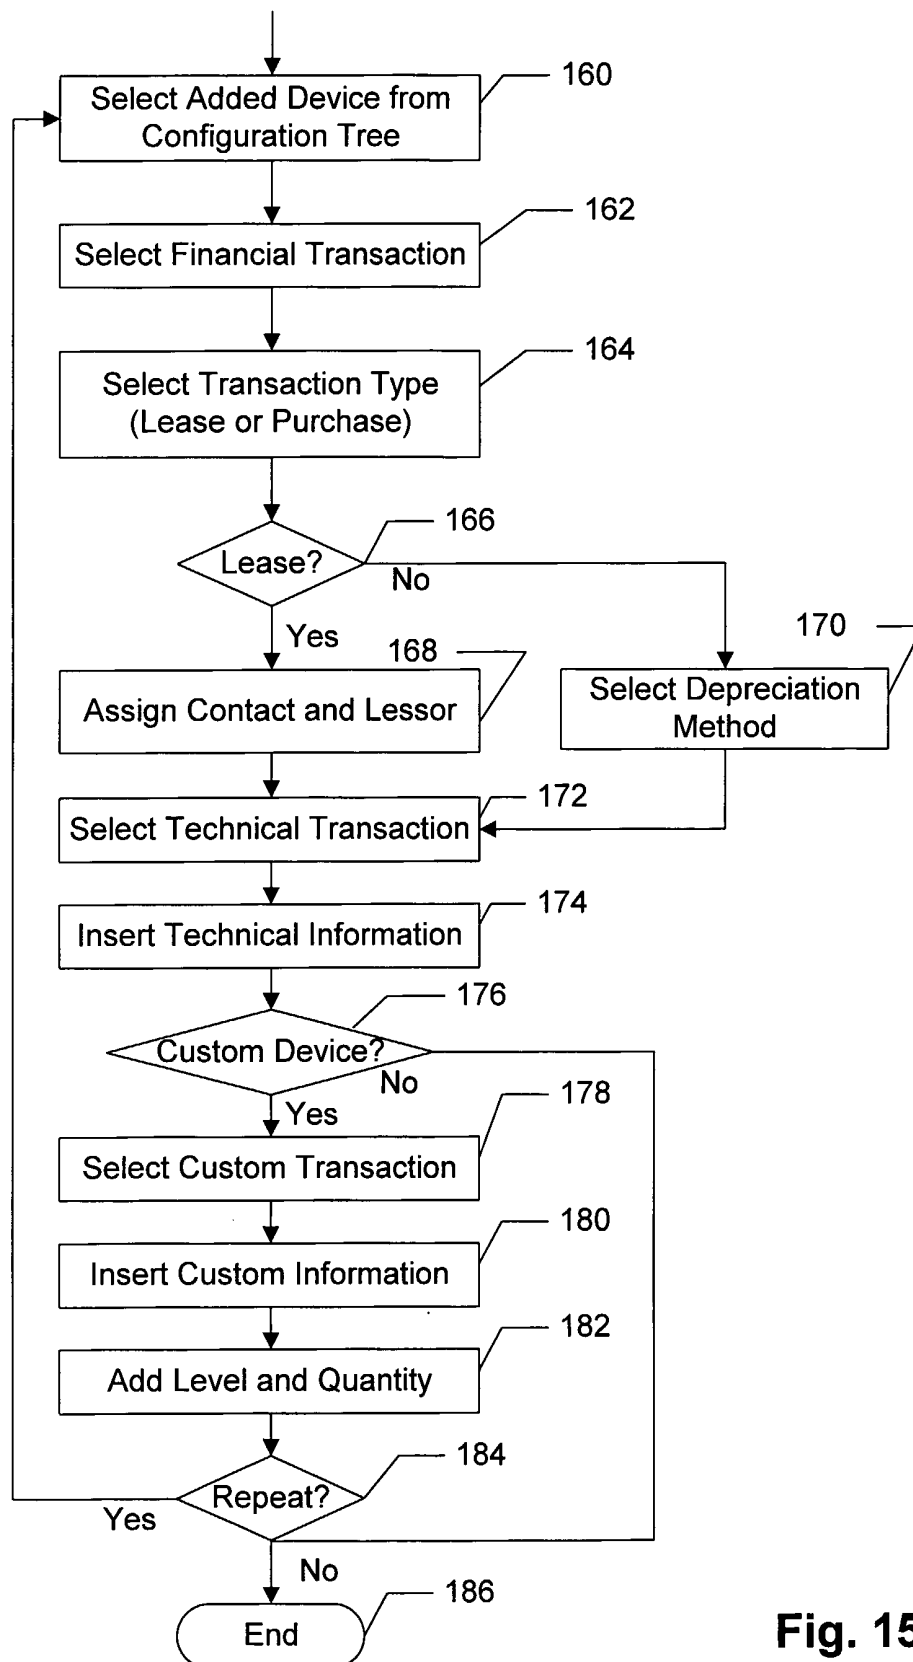 160
Select Added Device from
Configuration Tree
162
Select Financial Transaction
164
Select Transaction Type
(Lease or Purchase)
166
Lease?
No
Yes
170
168
Select Depreciation
Method
Assign Contact and Lessor
172
Select Technical Transaction
174
Insert Technical Information
176
Custom Device?
No
Yes
178
Select Custom Transaction
180
Insert Custom Information
182
Add Level and Quantity
184
Repeat?
Yes
No
186
End
Fig. 15